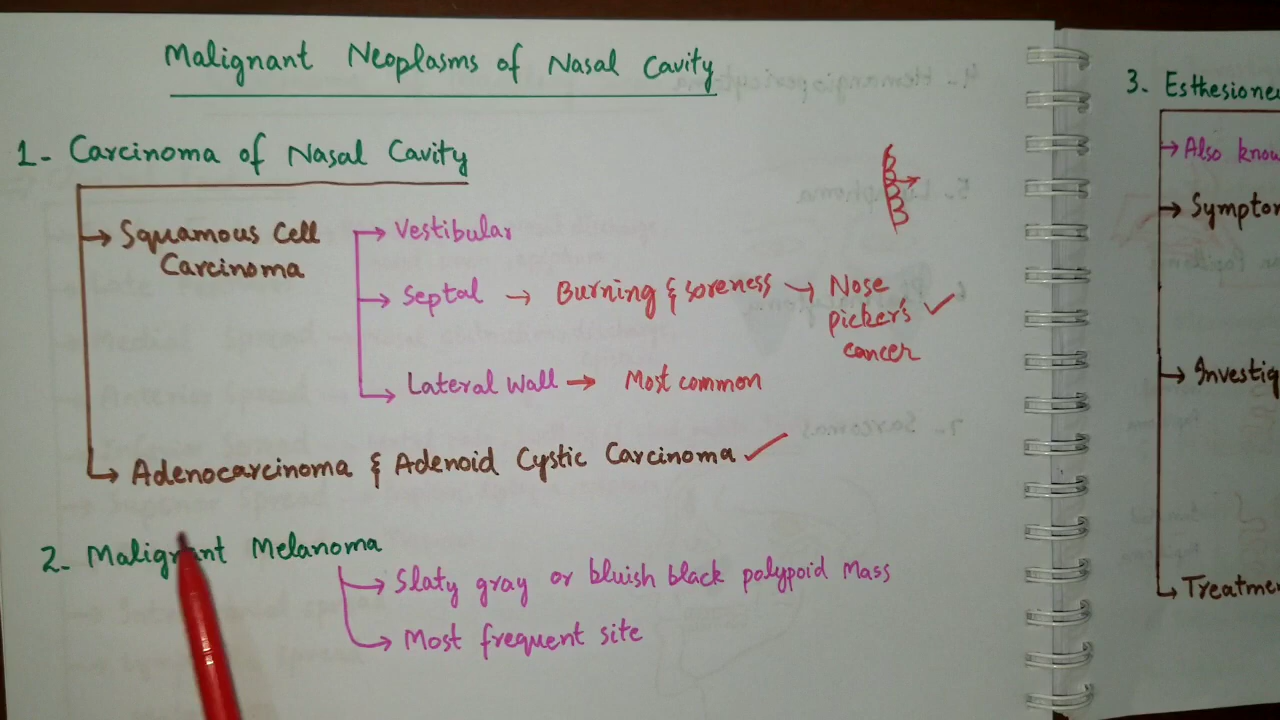 Malignant Neoplasms of Nasal Cavity
1- Carcinoma of Nasal Cavity
Squamous Cell
Carcinoma
Vestibular
Septal → Burning & soreness → Nose
picker's
cancer
Lateral Wall → Most common
Adenocarcinoma & Adenoid Cystic Carcinoma
2- Malignant Melanoma
Slaty gray or bluish black polypoid Mass
Most frequent site
3- Esthesione
Also know
Symptom
Investig
Treatme